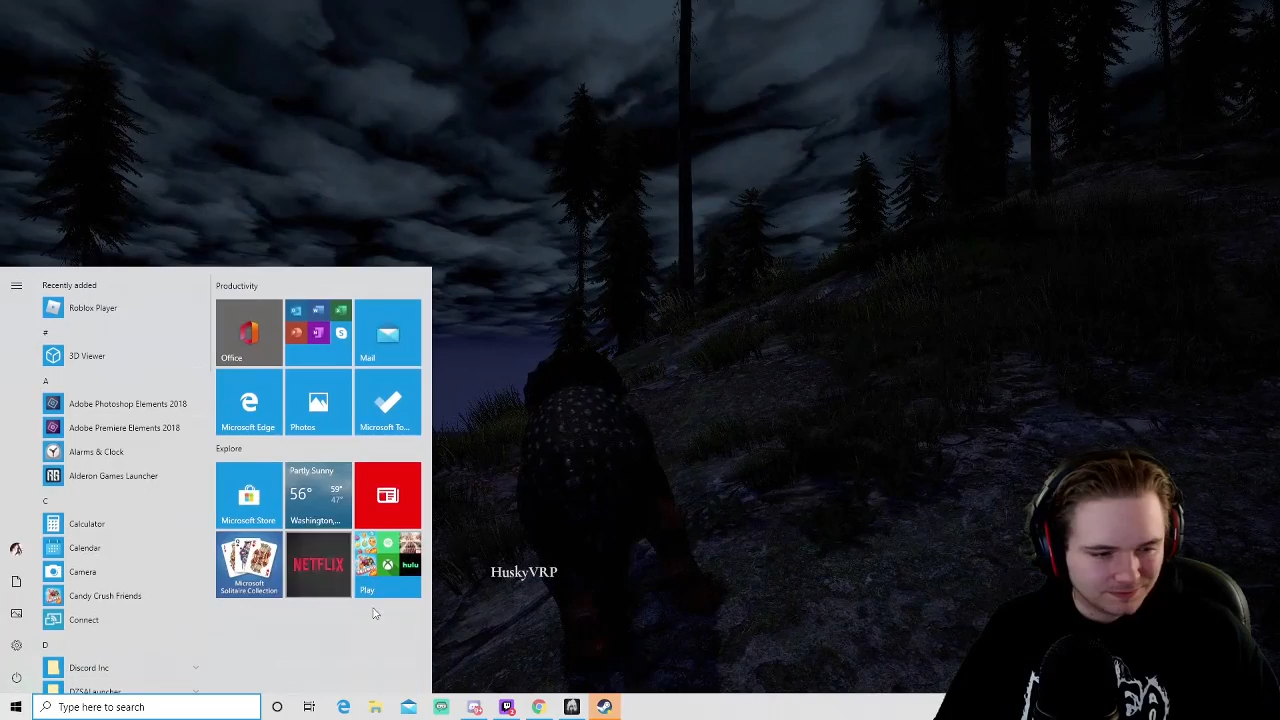 Recently added
Roblox Player
#
3D Viewer
A
Adobe Photoshop Elements 2018
Adobe Premiere Elements 2018
Alarms & Clock
Alderon Games Launcher
C
Calculator
Calendar
Camera
Candy Crush Friends
Connect
D
Discord Inc
DZSALauncher
Productivity
Office
Mail
Microsoft Edge
Photos
Microsoft To...
Explore
Microsoft Store
Partly Sunny
56° 59°
47°
Washington,...
Microsoft
Solitaire Collection
NETFLIX
hulu
Play
HuskyVRP
Type here to search